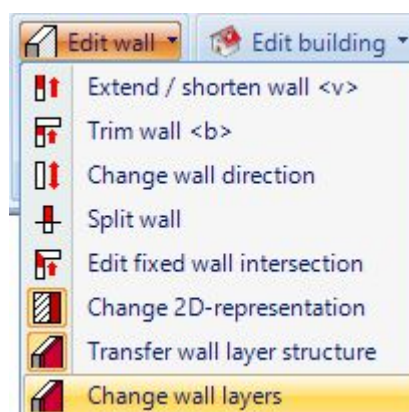 Edit wall Edit building
Extend / shorten wall <v>
Trim wall <b>
Change wall direction
Split wall
Edit fixed wall intersection
Change 2D-representation
Transfer wall layer structure
Change wall layers